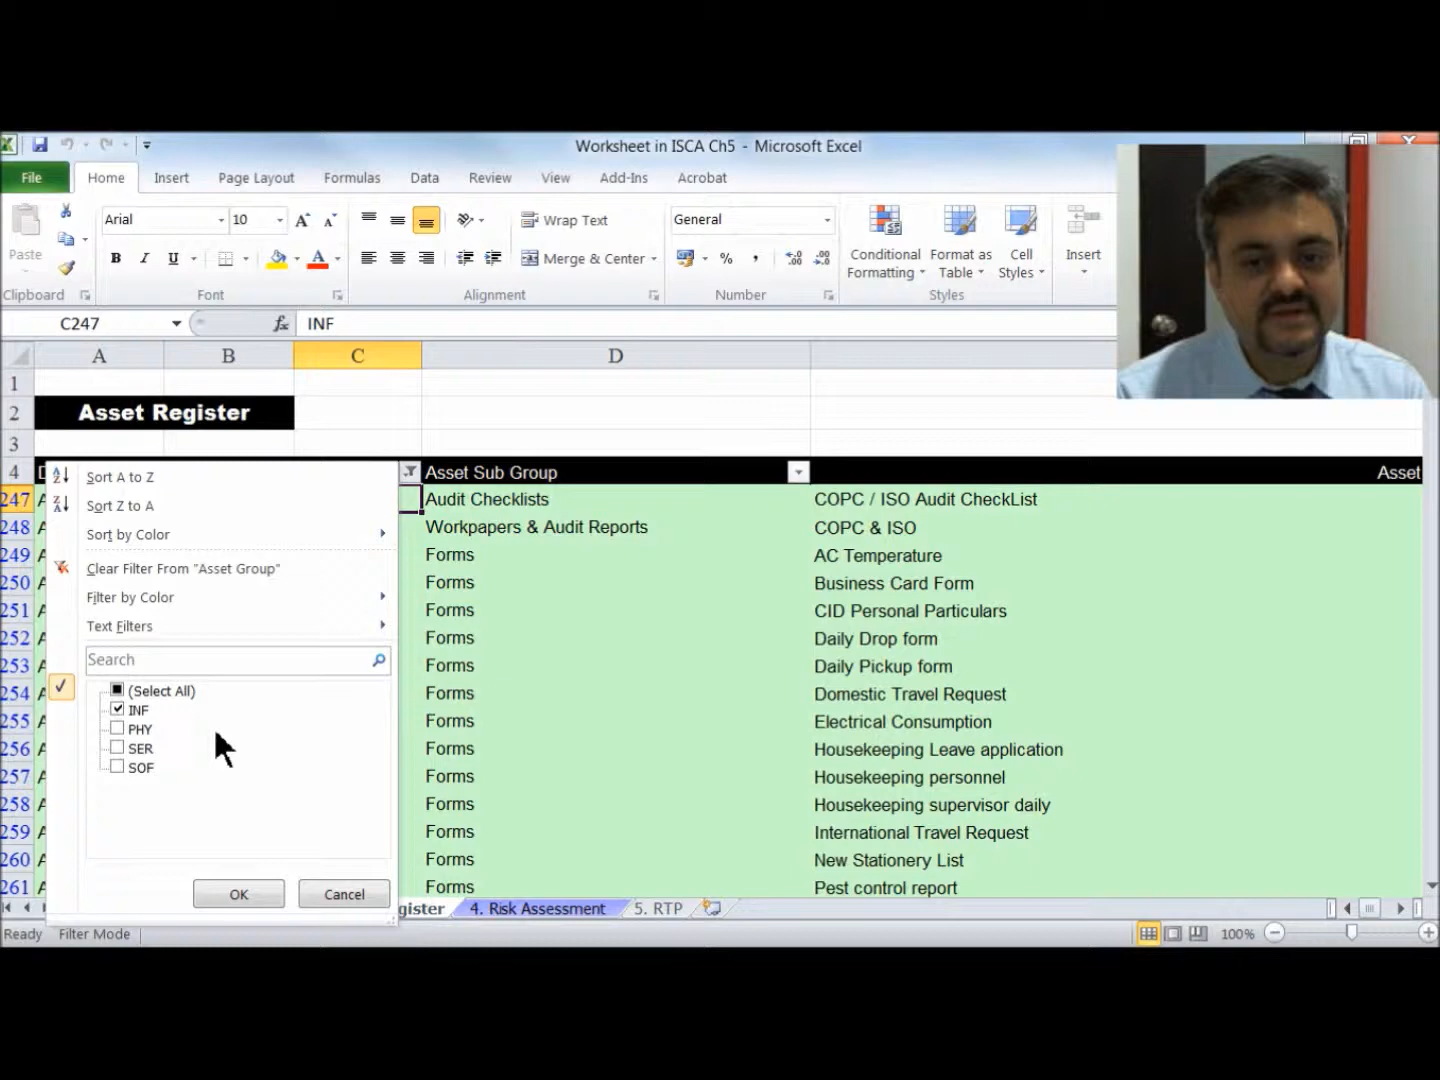 Worksheet in ISCA Ch5 - Microsoft Excel
File Home Insert Page Layout Formulas Data Review View Add-Ins Acrobat
Arial 10 Wrap Text General
Paste B I U Merge & Center % , Conditional Formatting Format as Table Cell Styles Insert
Clipboard Font Alignment Number Styles
C247 fx INF
A B C D
1
2 Asset Register
3
4 D Asset Sub Group Asset
247 A Audit Checklists COPC / ISO Audit CheckList
248 A Workpapers & Audit Reports COPC & ISO
249 A Forms AC Temperature
250 A Forms Business Card Form
251 A Forms CID Personal Particulars
252 A Forms Daily Drop form
253 A Forms Daily Pickup form
254 A Forms Domestic Travel Request
255 A Forms Electrical Consumption
256 A Forms Housekeeping Leave application
257 A Forms Housekeeping personnel
258 A Forms Housekeeping supervisor daily
259 A Forms International Travel Request
260 A Forms New Stationery List
261 A Forms Pest control report
Sort A to Z
Sort Z to A
Sort by Color
Clear Filter From "Asset Group"
Filter by Color
Text Filters
Search
(Select All)
INF
PHY
SER
SOF
OK Cancel
gister 4. Risk Assessment 5. RTP
Ready Filter Mode 100%